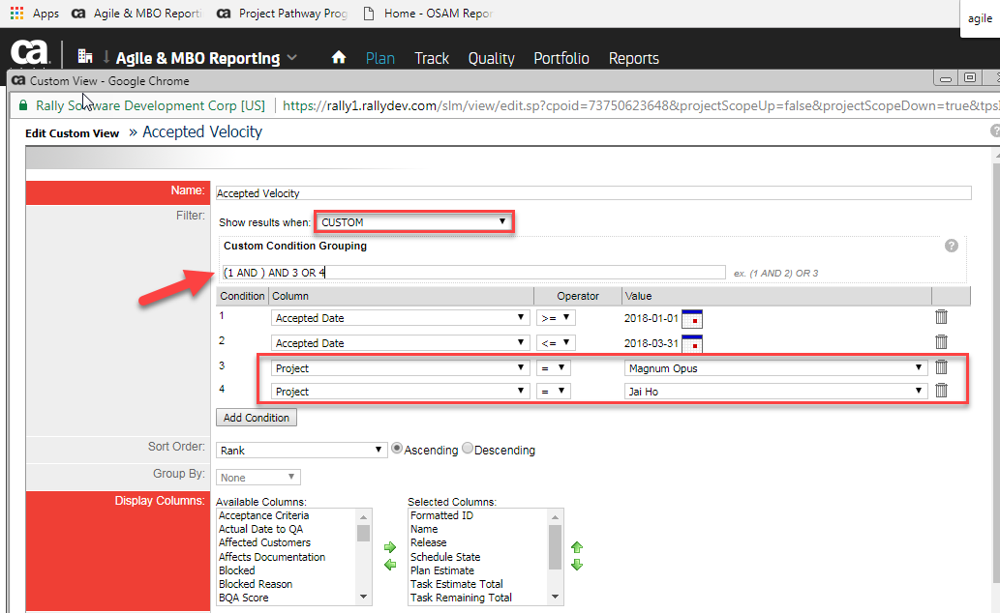 Apps ca Agile & MBO Reporti ca Project Pathway Prog Home - OSAM Repor
agile
ca Agile & MBO Reporting Plan Track Quality Portfolio Reports
ca Custom View - Google Chrome
Rally Software Development Corp [US] https://rally1.rallydev.com/slm/view/edit.sp?cpoid=73750623648&projectScopeUp=false&projectScopeDown=true&tps
Edit Custom View » Accepted Velocity
Name: Accepted Velocity
Filter:
Show results when: CUSTOM
Custom Condition Grouping
(1 AND ) AND 3 OR 4 ex. (1 AND 2) OR 3
Condition Column Operator Value
1 Accepted Date >= 2018-01-01
2 Accepted Date <= 2018-03-31
3 Project = Magnum Opus
4 Project = Jai Ho
Add Condition
Sort Order: Rank Ascending Descending
Group By: None
Display Columns: Available Columns: Selected Columns:
Acceptance Criteria Formatted ID
Actual Date to QA Name
Affected Customers Release
Affects Documentation Schedule State
Blocked Plan Estimate
Blocked Reason Task Estimate Total
BQA Score Task Remaining Total